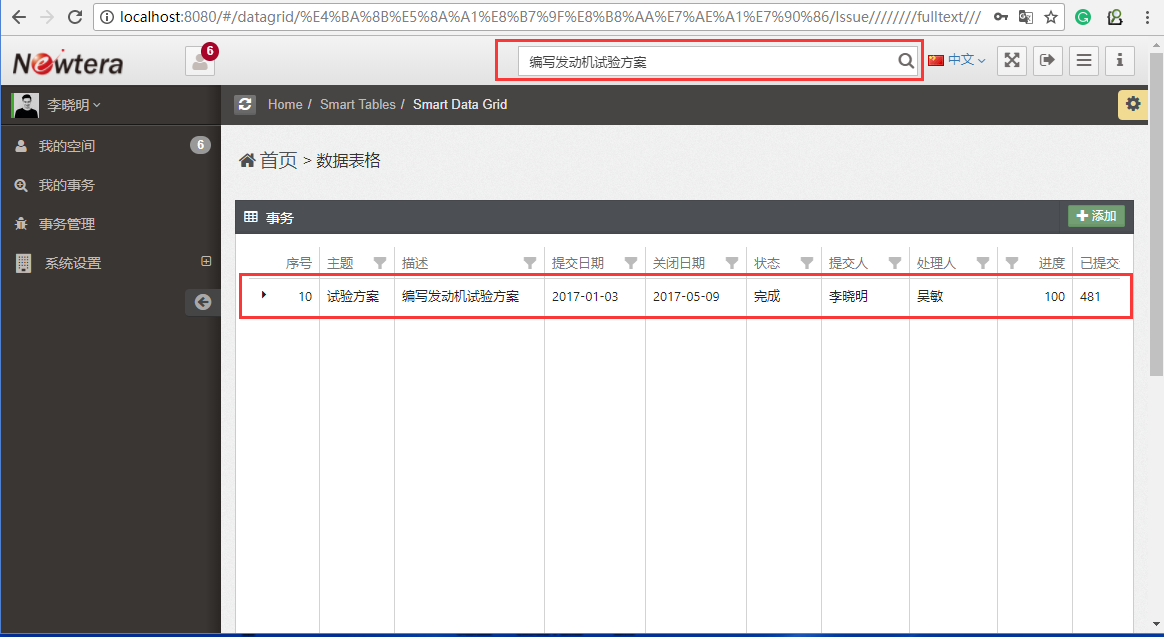 localhost:8080/#/datagrid/%E4%BA%8B%E5%8A%A1%E8%B7%9F%E8%B8%AA%E7%AE%A1%E7%90%86/Issue////////fulltext///
Newtera
6
编写发动机试验方案
中文
李晓明
Home / Smart Tables / Smart Data Grid
我的空间
6
我的事务
事务管理
系统设置
首页 > 数据表格
事务
添加
序号 主题 描述 提交日期 关闭日期 状态 提交人 处理人 进度 已提交
10 试验方案 编写发动机试验方案 2017-01-03 2017-05-09 完成 李晓明 吴敏 100 481